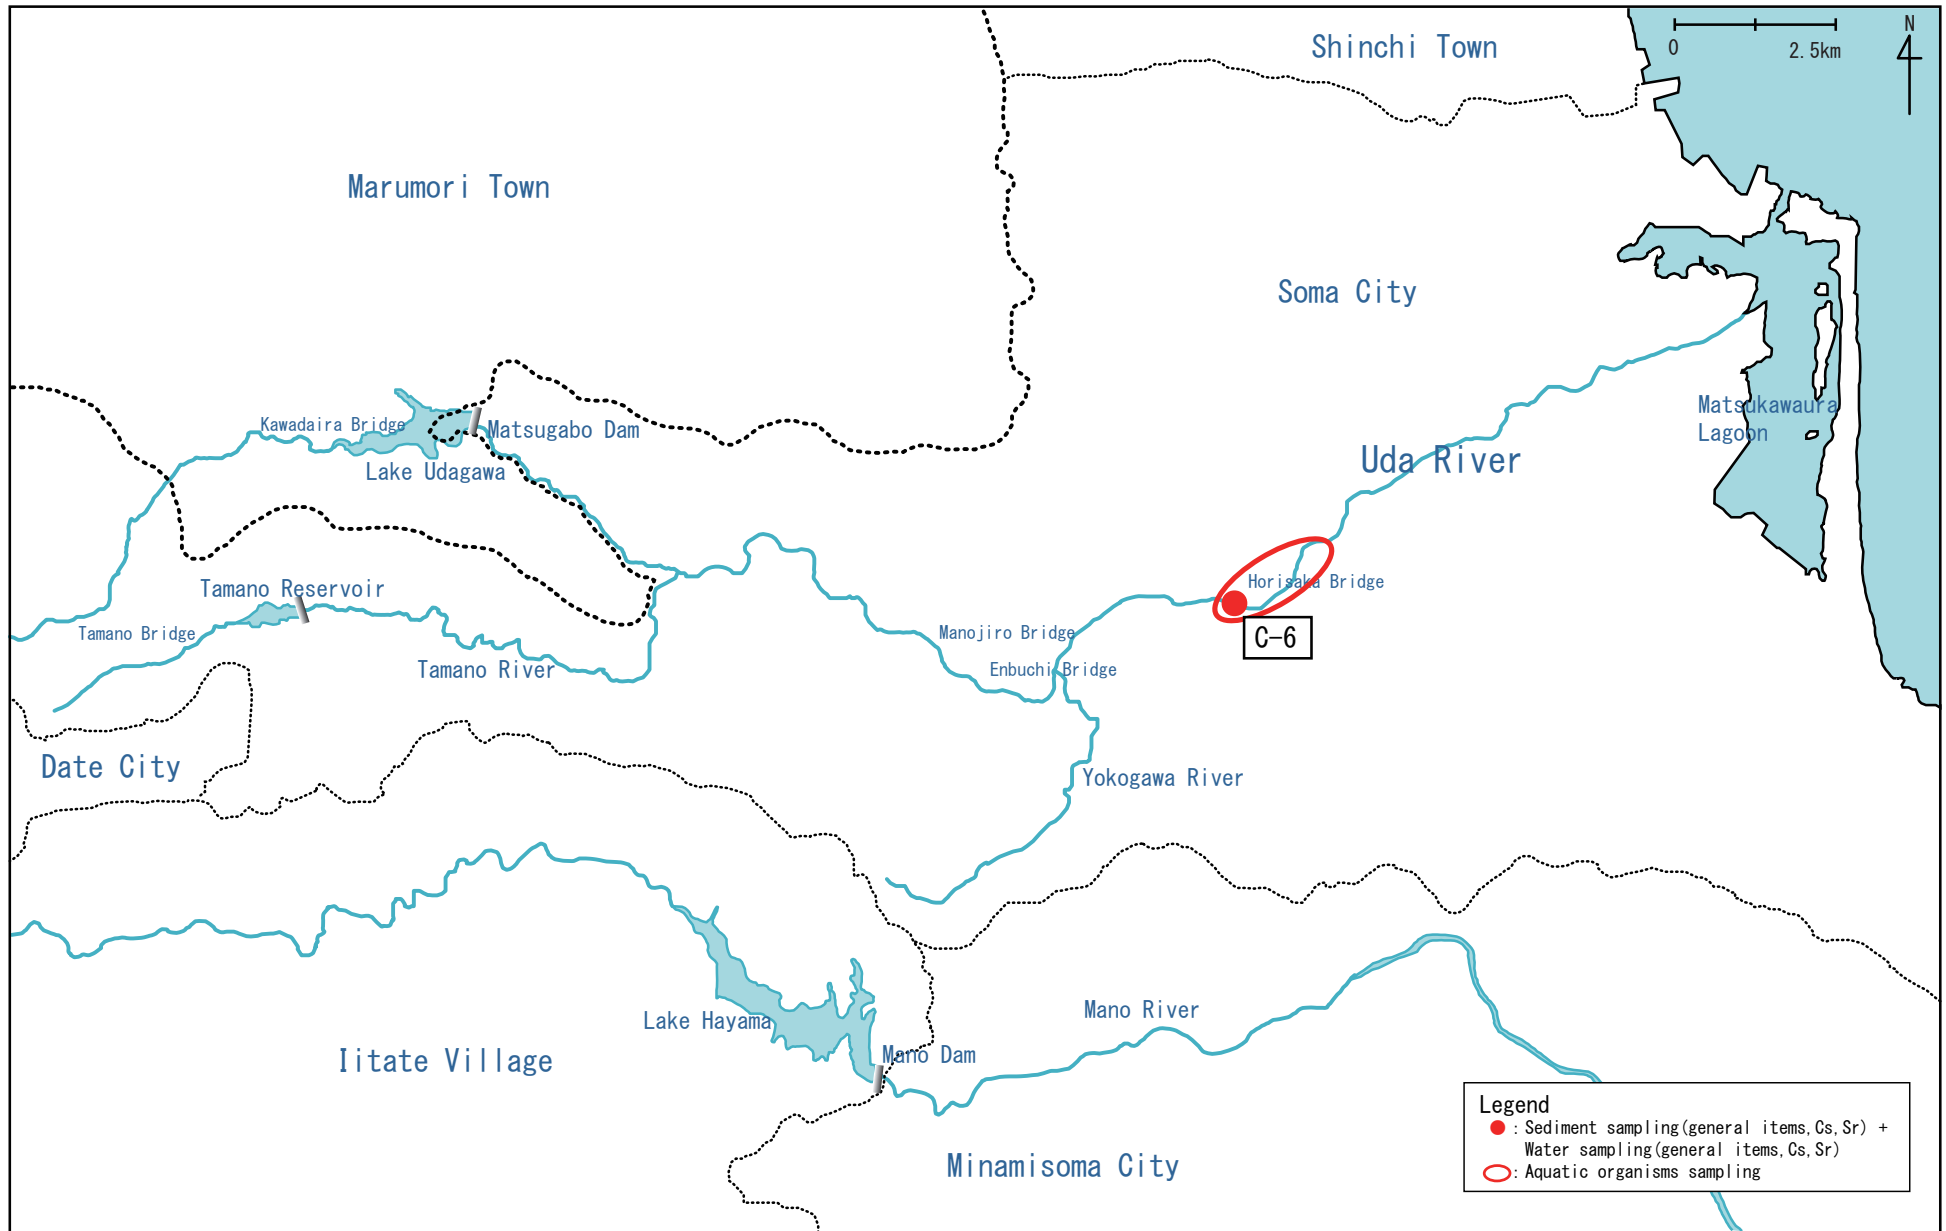 Shinchi Town
N
0
2.5km
Marumori Town
Soma City
Kawadaira Bridge
Matsugabo Dam
Matsukawaura
Lagoon
Lake Udagawa
Uda River
Tamano Reservoir
Horisaka Bridge
Tamano Bridge
Manojiro Bridge
C-6
Tamano River
Enbuchi Bridge
Date City
Yokogawa River
Lake Hayama
Mano River
Iitate Village
Mano Dam
Minamisoma City
Legend
: Sediment sampling(general items, Cs, Sr) +
Water sampling(general items, Cs, Sr)
: Aquatic organisms sampling